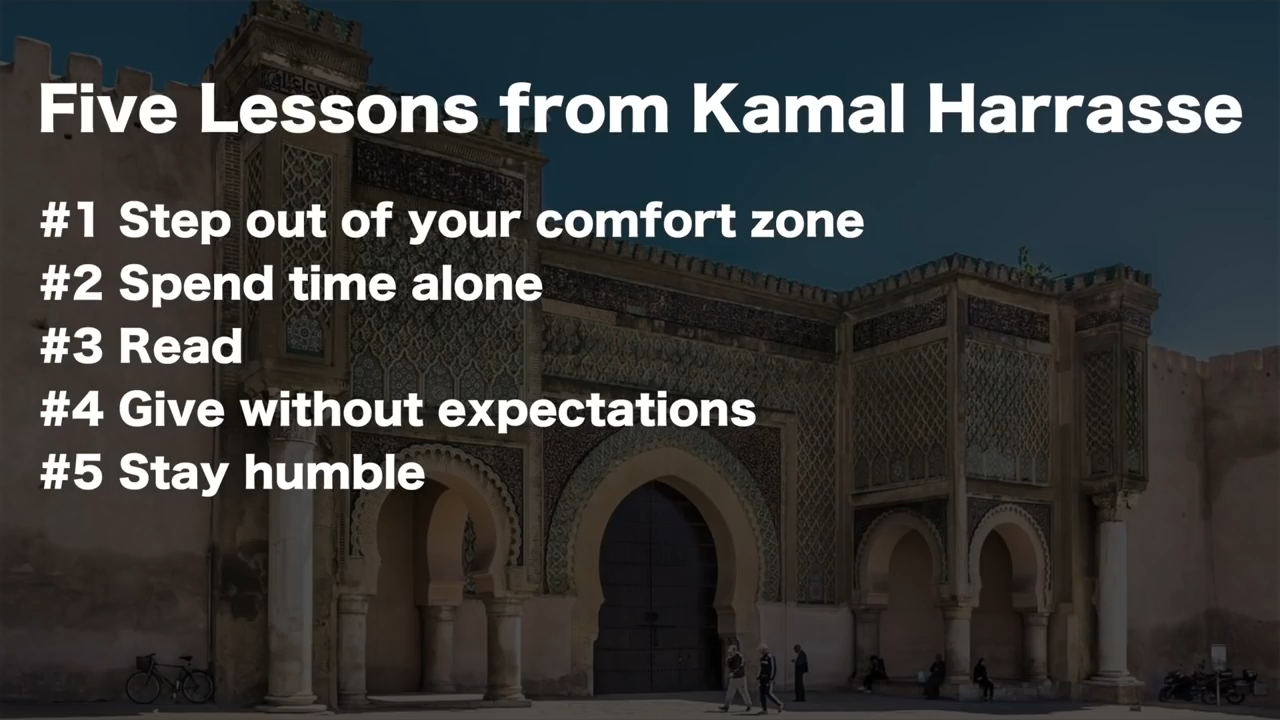 Five Lessons from Kamal Harrasse
#1 Step out of your comfort zone
#2 Spend time alone
#3 Read
#4 Give without expectations
#5 Stay humble